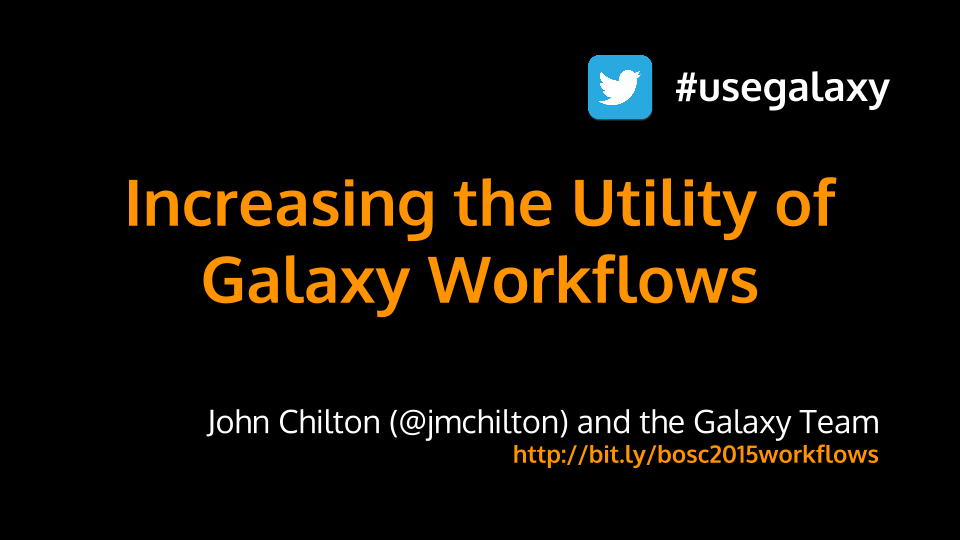 #usegalaxy
Increasing the Utility of
Galaxy Workflows
John Chilton (@jmchilton) and the Galaxy Team
http://bit.ly/bosc2015workflows